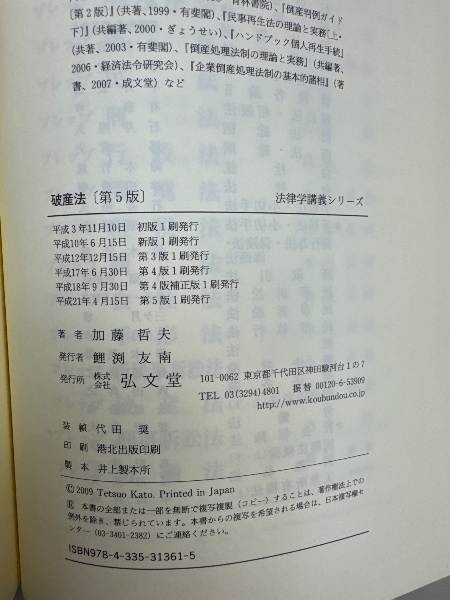 〔第２版〕』(共著、1999・有斐閣)、『倒産判例ガイド
下〕』(共編著、2000・ぎょうせい)、『民事再生法の理論と実務〔上・
(共著、2003・有斐閣)、『ハンドブック個人再生手続』
2006・経済法令研究会)、『倒産処理法制の理論と実務』(共編著、
書、2007・成文堂)など 『企業倒産処理法制の基本的諸相』(著
破産法〔第５版〕 法律学講義シリーズ
平成３年11月10日 初版１刷発行
平成10年６月15日 新版１刷発行
平成12年12月15日 第３版１刷発行
平成17年６月30日 第４版１刷発行
平成18年９月30日 第４版補正版１刷発行
平成21年４月15日 第５版１刷発行
著者 加藤哲夫
発行者 鯉渕友南
発行所 株式会社 弘文堂 101-0062 東京都千代田区神田駿河台１の７
TEL 03(3294)4801 振替 00120-6-53909
http://www.koubundou.co.jp
装幀 代田 奨
印刷 港北出版印刷
製本 井上製本所
© 2009 Tetsuo Kato. Printed in Japan
Ⓡ 本書の全部または一部を無断で複写複製(コピー)することは、著作権法上での
例外を除き、禁じられています。本書からの複写を希望される場合は、日本複写権セ
ンター(03-3401-2382)にご連絡ください。
ISBN978-4-335-31361-5